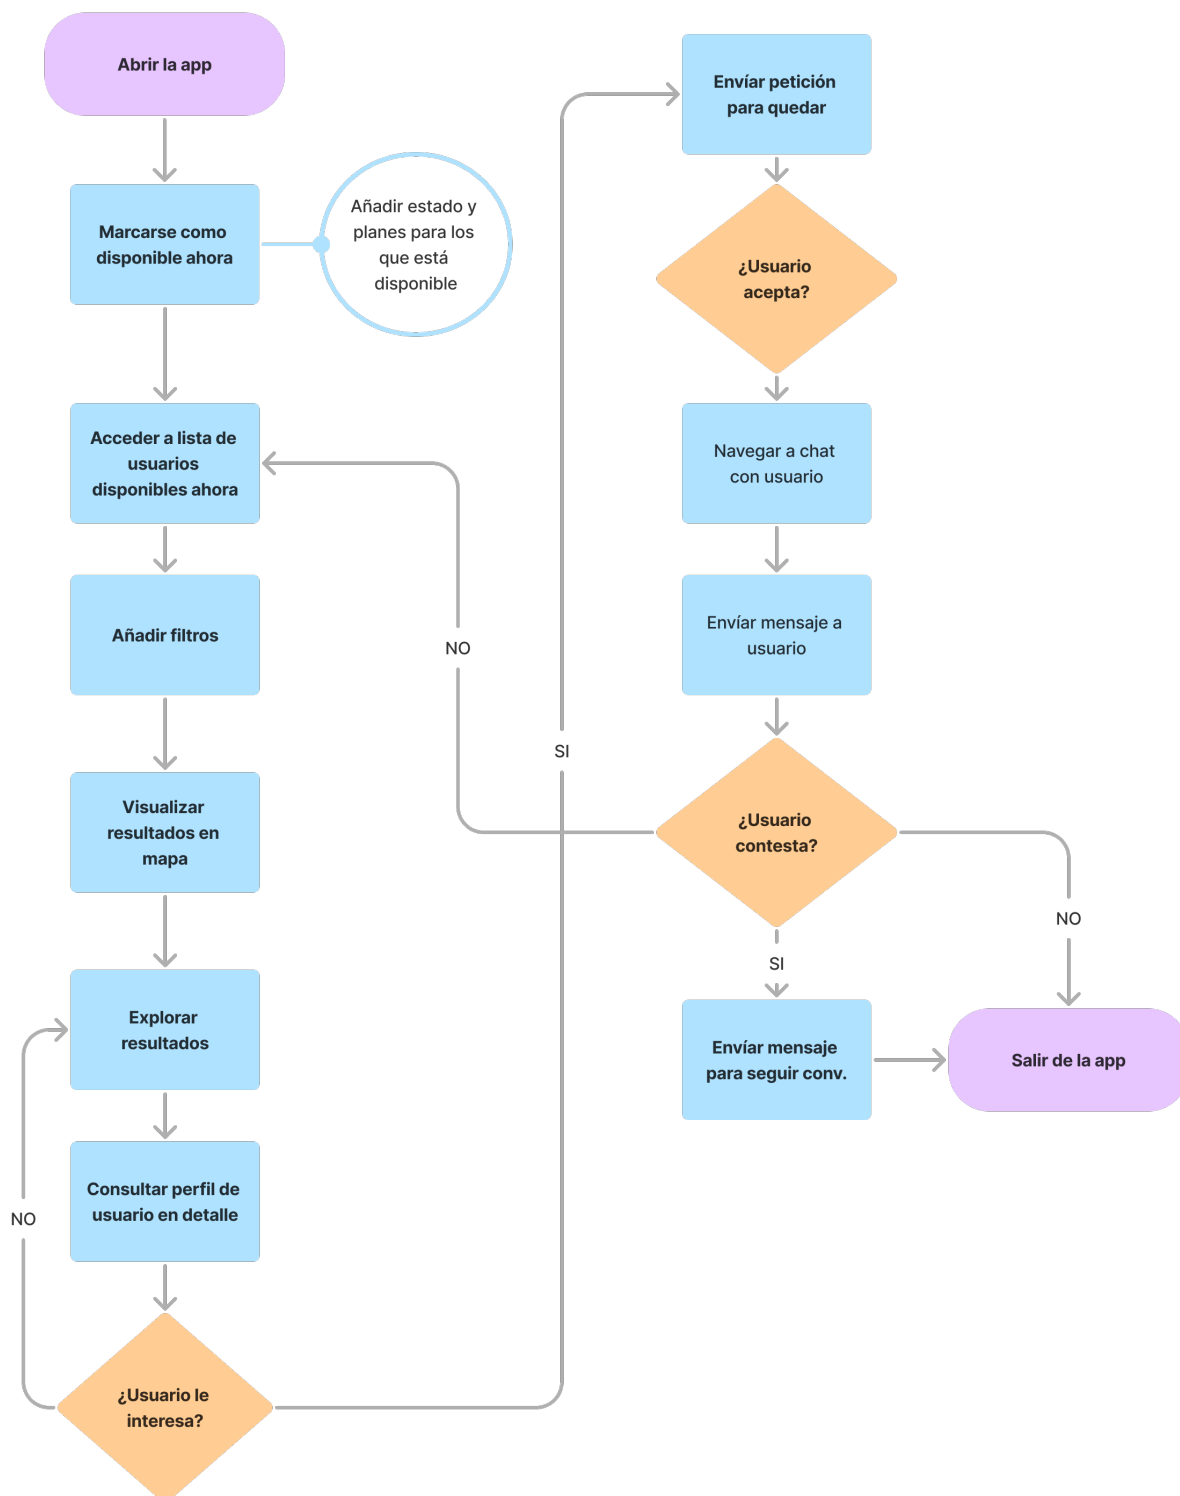 Abrir la app
Marcarse como
disponible ahora
Añadir estado y
planes para los
que está
disponible
Acceder a lista de
usuarios
disponibles ahora
Añadir filtros
Visualizar
resultados en
mapa
Explorar
resultados
Consultar perfil de
usuario en detalle
NO
¿Usuario le
interesa?
SI
NO
Envíar petición
para quedar
¿Usuario
acepta?
Navegar a chat
con usuario
Envíar mensaje a
usuario
¿Usuario
contesta?
SI
NO
Envíar mensaje
para seguir conv.
Salir de la app